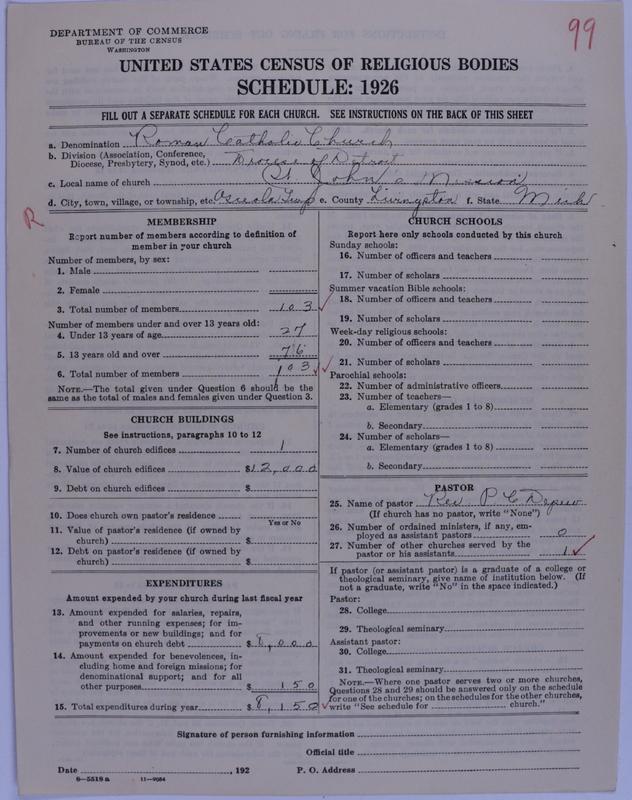 DEPARTMENT OF COMMERCE
BUREAU OF THE CENSUS
WASHINGTON
99
UNITED STATES CENSUS OF RELIGIOUS BODIES
SCHEDULE: 1926
FILL OUT A SEPARATE SCHEDULE FOR EACH CHURCH. SEE INSTRUCTIONS ON THE BACK OF THIS SHEET
a. Denomination Roman Catholic Church
b. Division (Association, Conference,
Diocese, Presbytery, Synod, etc.) Diocese of Detroit
c. Local name of church St. John's Mission
d. City, town, village, or township, etc. Osceola Twp e. County Livingston f. State Mich
R
MEMBERSHIP
Report number of members according to definition of
member in your church
Number of members, by sex:
1. Male
2. Female
3. Total number of members 103
Number of members under and over 13 years old:
4. Under 13 years of age 27
5. 13 years old and over 76
6. Total number of members 103
NOTE.—The total given under Question 6 should be the
same as the total of males and females given under Question 3.
CHURCH BUILDINGS
See instructions, paragraphs 10 to 12
7. Number of church edifices 1
8. Value of church edifices $12,000
9. Debt on church edifices $
10. Does church own pastor's residence
Yes or No
11. Value of pastor's residence (if owned by
church) $
12. Debt on pastor's residence (if owned by
church) $
EXPENDITURES
Amount expended by your church during last fiscal year
13. Amount expended for salaries, repairs,
and other running expenses; for im-
provements or new buildings; and for
payments on church debt $8,000
14. Amount expended for benevolences, in-
cluding home and foreign missions; for
denominational support; and for all
other purposes $150
15. Total expenditures during year $8,150
CHURCH SCHOOLS
Report here only schools conducted by this church
Sunday schools:
16. Number of officers and teachers
17. Number of scholars
Summer vacation Bible schools:
18. Number of officers and teachers
19. Number of scholars
Week-day religious schools:
20. Number of officers and teachers
21. Number of scholars
Parochial schools:
22. Number of administrative officers
23. Number of teachers—
a. Elementary (grades 1 to 8)
b. Secondary
24. Number of scholars—
a. Elementary (grades 1 to 8)
b. Secondary
PASTOR
25. Name of pastor Rev P C Depew
(If church has no pastor, write "None")
26. Number of ordained ministers, if any, em-
ployed as assistant pastors 0
27. Number of other churches served by the
pastor or his assistants 1
If pastor (or assistant pastor) is a graduate of a college or
theological seminary, give name of institution below. (If
not a graduate, write "No" in the space indicated.)
Pastor:
28. College
29. Theological seminary
Assistant pastor:
30. College
31. Theological seminary
NOTE.—Where one pastor serves two or more churches,
Questions 28 and 29 should be answered only on the schedule
for one of the churches; on the schedules for the other churches,
write "See schedule for church."
Signature of person furnishing information
Official title
Date , 192 P. O. Address
8—5518a 11—9084